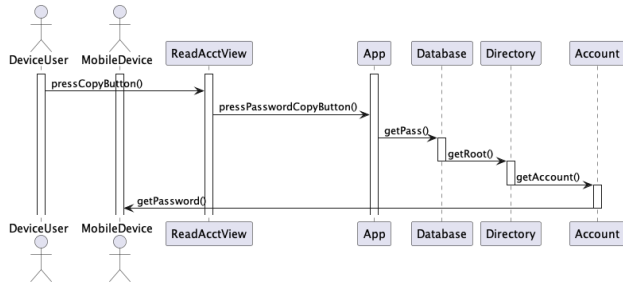 DeviceUser MobileDevice ReadAcctView App Database Directory Account
pressCopyButton()
pressPasswordCopyButton()
getPass()
getRoot()
getAccount()
getPassword()
DeviceUser MobileDevice ReadAcctView App Database Directory Account